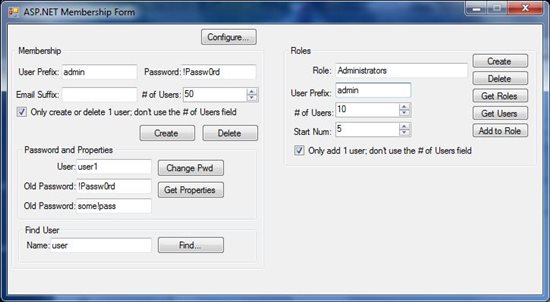 ASP.NET Membership Form
Configure...
Membership
User Prefix: admin Password: !Passw0rd
Email Suffix: # of Users: 50
Only create or delete 1 user; don't use the # of Users field
Create Delete
Password and Properties
User: user1 Change Pwd
Old Password: !Passw0rd Get Properties
Old Password: some!pass
Find User
Name: user Find...
Roles
Role: Administrators Create
Delete
User Prefix: admin Get Roles
# of Users: 10 Get Users
Start Num: 5 Add to Role
Only add 1 user; don't use the # of Users field